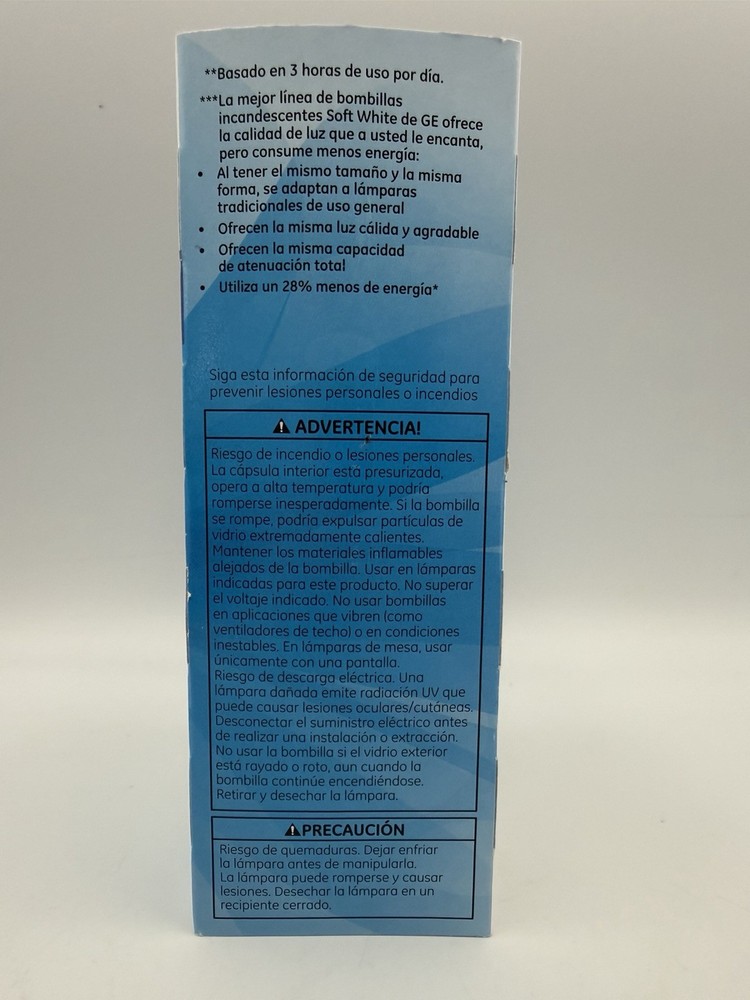 **Basado en 3 horas de uso por día.
***La mejor línea de bombillas
incandescentes Soft White de GE ofrece
la calidad de luz que a usted le encanta,
pero consume menos energía:
• Al tener el mismo tamaño y la misma
forma, se adaptan a lámparas
tradicionales de uso general
• Ofrecen la misma luz cálida y agradable
• Ofrecen la misma capacidad
de atenuación total
• Utiliza un 28% menos de energía*
Siga esta información de seguridad para
prevenir lesiones personales o incendios
⚠ ADVERTENCIA!
Riesgo de incendio o lesiones personales.
La cápsula interior está presurizada,
opera a alta temperatura y podría
romperse inesperadamente. Si la bombilla
se rompe, podría expulsar partículas de
vidrio extremadamente calientes.
Mantener los materiales inflamables
alejados de la bombilla. Usar en lámparas
indicadas para este producto. No superar
el voltaje indicado. No usar bombillas
en aplicaciones que vibren (como
ventiladores de techo) o en condiciones
inestables. En lámparas de mesa, usar
únicamente con una pantalla.
Riesgo de descarga eléctrica. Una
lámpara dañada emite radiación UV que
puede causar lesiones oculares/cutáneas.
Desconectar el suministro eléctrico antes
de realizar una instalación o extracción.
No usar la bombilla si el vidrio exterior
está rayado o roto, aun cuando la
bombilla continúe encendiéndose.
Retirar y desechar la lámpara.
⚠PRECAUCIÓN
Riesgo de quemaduras. Dejar enfriar
la lámpara antes de manipularla.
La lámpara puede romperse y causar
lesiones. Desechar la lámpara en un
recipiente cerrado.